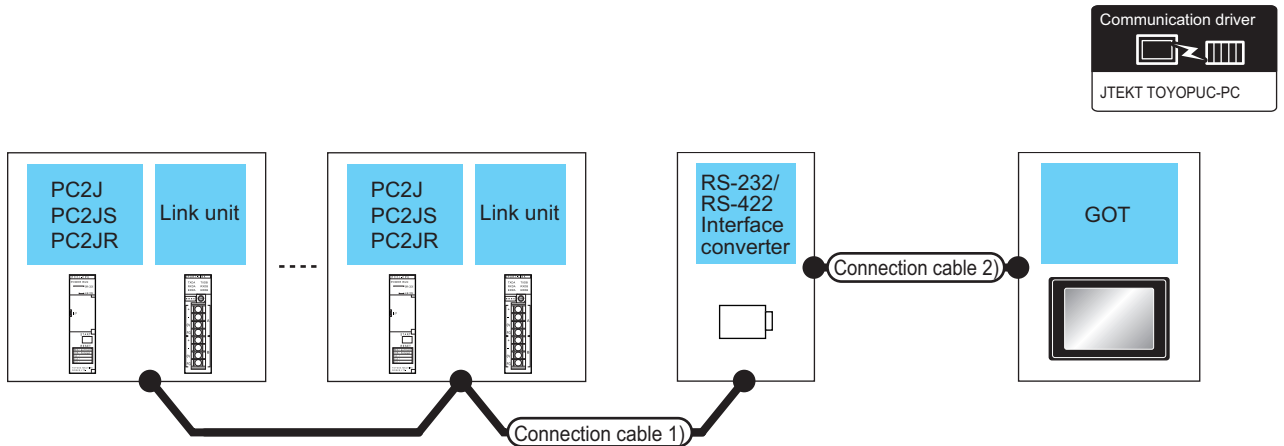 Communication driver
JTEKT TOYOPUC-PC
PC2J
PC2JS
PC2JR
Link unit
PC2J
PC2JS
PC2JR
Link unit
RS-232/
RS-422
Interface
converter
GOT
Connection cable 2)
Connection cable 1)